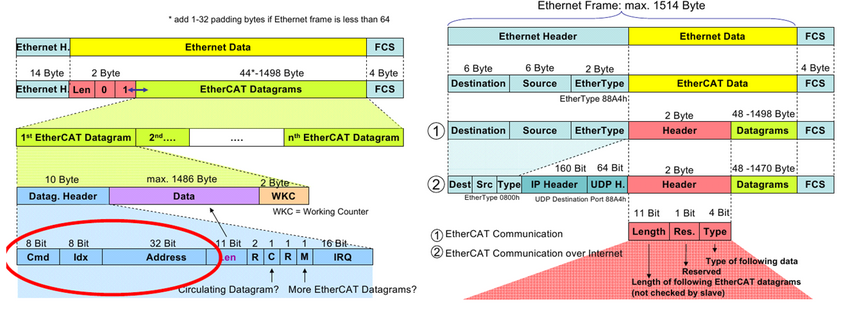 * add 1-32 padding bytes if Ethernet frame is less than 64
Ethernet H. Ethernet Data FCS
14 Byte 2 Byte 44*-1498 Byte 4 Byte
Ethernet H. Len 0 1 EtherCAT Datagrams FCS
1st EtherCAT Datagram 2nd.... .... nth EtherCAT Datagram
10 Byte max. 1486 Byte 2 Byte
Datag. Header Data WKC
WKC = Working Counter
8 Bit 8 Bit 32 Bit 11 Bit 2 1 1 1 16 Bit
Cmd Idx Address Len R C R M IRQ
Circulating Datagram? More EtherCAT Datagrams?
Ethernet Frame: max. 1514 Byte
Ethernet Header Ethernet Data FCS
6 Byte 6 Byte 2 Byte 4 Byte
Destination Source EtherType EtherCAT Data FCS
EtherType 88A4h
2 Byte 48 -1498 Byte
1 Destination Source EtherType Header Datagrams FCS
160 Bit 64 Bit 2 Byte 48 -1470 Byte
2 Dest Src Type IP Header UDP H. Header Datagrams FCS
EtherType 0800h UDP Destination Port 88A4h
11 Bit 1 Bit 4 Bit
1 EtherCAT Communication Length Res. Type
2 EtherCAT Communication over Internet
Type of following data
Reserved
Length of following EtherCAT datagrams
(not checked by slave)